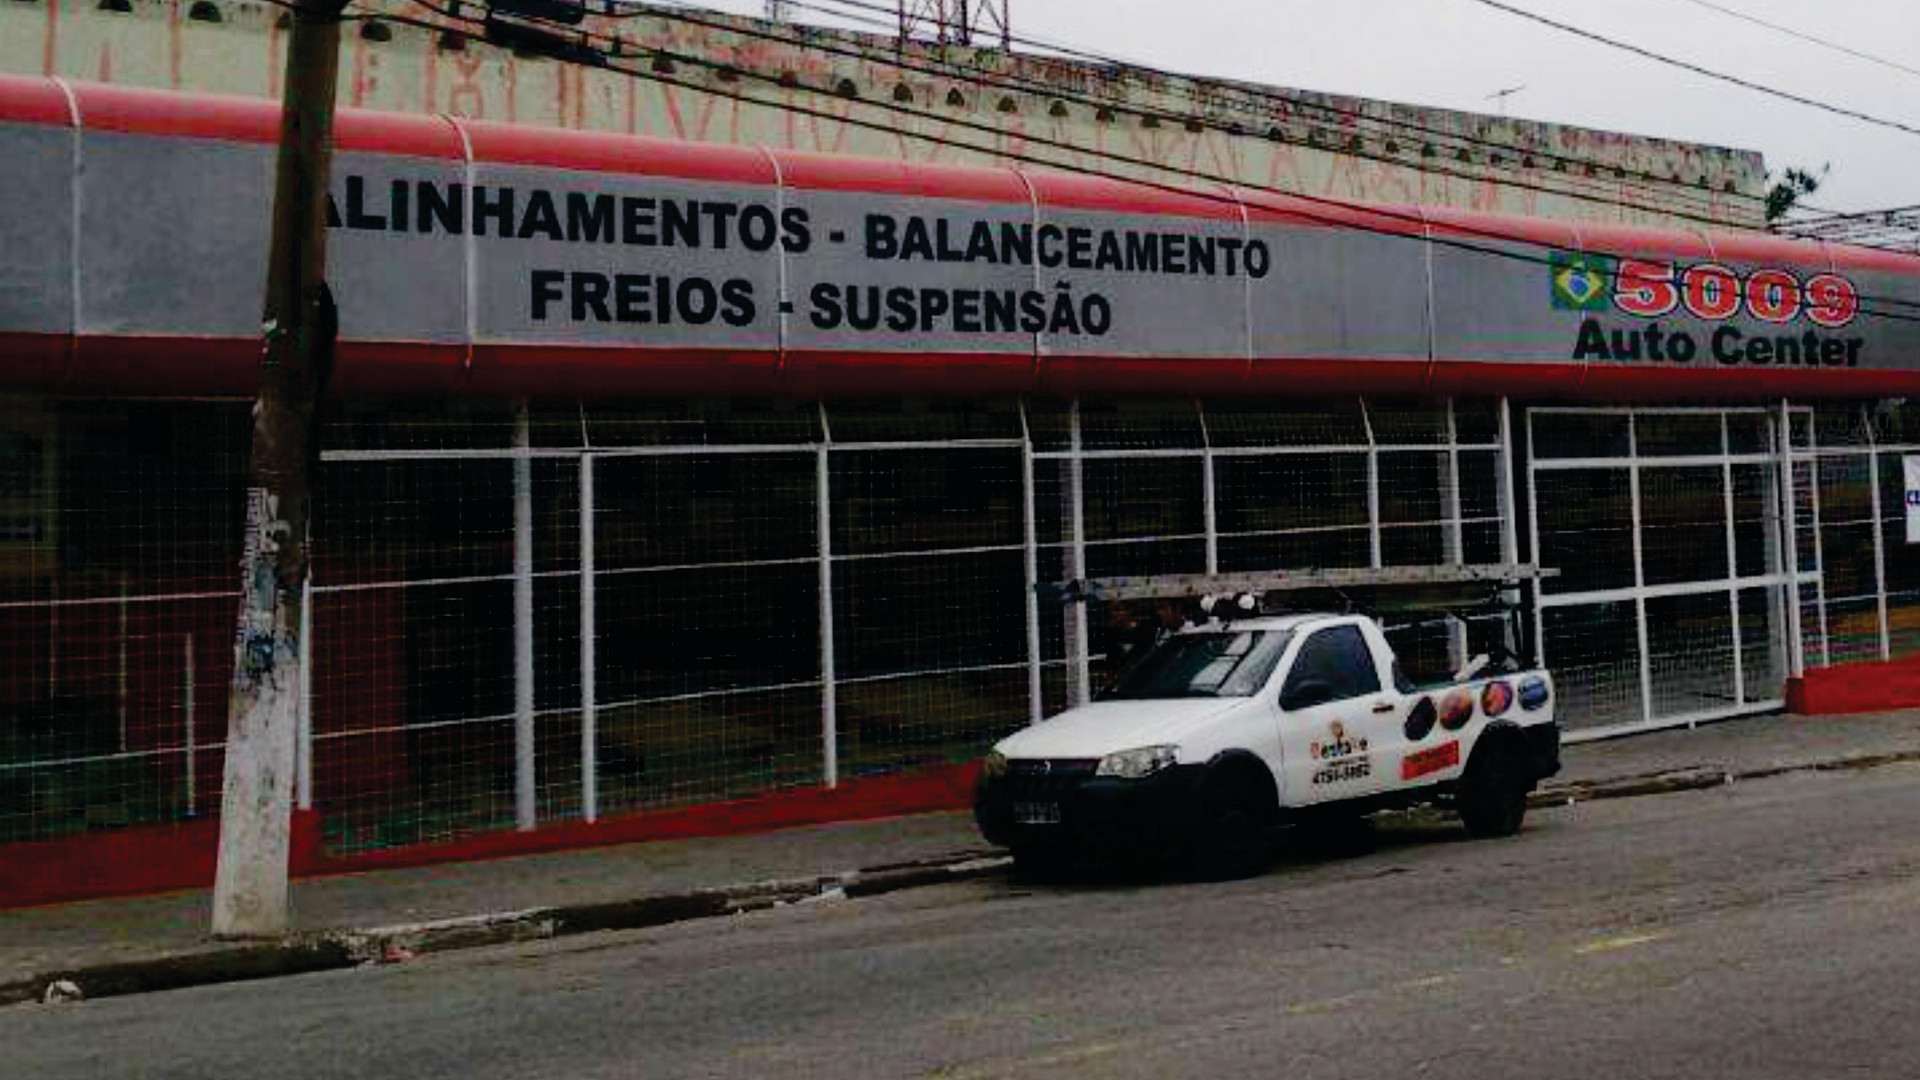 ALINHAMENTOS - BALANCEAMENTO
FREIOS - SUSPENSÃO
5009
Auto Center